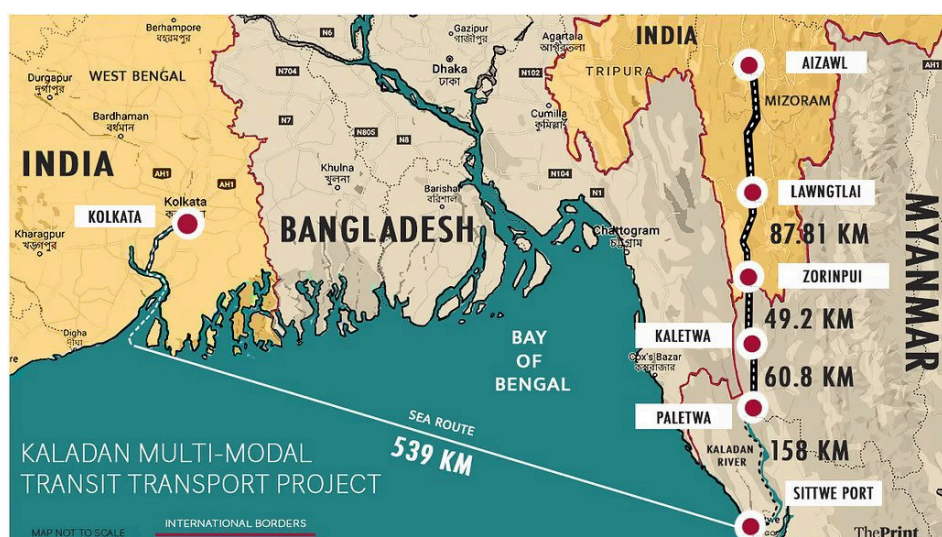 Berhampore
বহরমপুর
N6
Gazipur
গাজীপুর
Agartala
আগরতলা
INDIA
AIZAWL
AH1
WEST BENGAL
Durgapur
দুর্গাপুর
N704
Dhaka
ঢাকা
N102
TRIPURA
MIZORAM
Bardhaman
বর্ধমান
N7
N805
N8
Cumilla
কুমিল্লা
INDIA
AH1
AH1
Khulna
খুলনা
N104
N1
LAWNGTLAI
KOLKATA
Kolkata
Barishal
বরিশাল
Kharagpur
খড়গপুর
BANGLADESH
Chattogram
চট্টগ্রাম
87.81 KM
MYANMAR
ZORINPUI
49.2 KM
Digha
দীঘা
BAY
OF
BENGAL
KALETWA
Cox's Bazar
কক্সবাজার
60.8 KM
PALETWA
SEA ROUTE
539 KM
KALADAN
RIVER
158 KM
KALADAN MULTI-MODAL
TRANSIT TRANSPORT PROJECT
SITTWE PORT
INTERNATIONAL BORDERS
MAP NOT TO SCALE
ThePrint